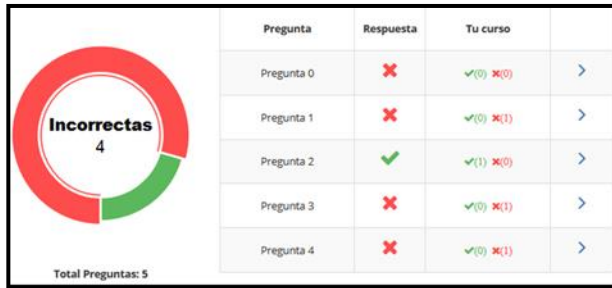 Incorrectas
4
Total Preguntas: 5
Pregunta Respuesta Tu curso
Pregunta 0 ✖ ✔(0) ✖(0) >
Pregunta 1 ✖ ✔(0) ✖(1) >
Pregunta 2 ✔ ✔(1) ✖(0) >
Pregunta 3 ✖ ✔(0) ✖(1) >
Pregunta 4 ✖ ✔(0) ✖(1) >